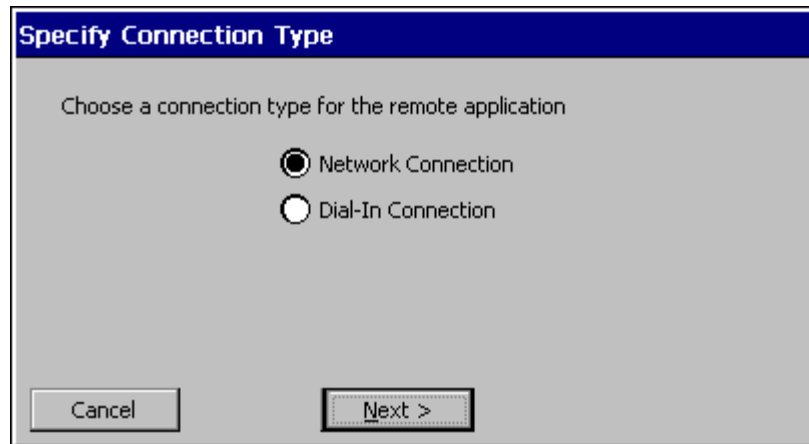 Specify Connection Type
Choose a connection type for the remote application
Network Connection
Dial-In Connection
Cancel
Next >